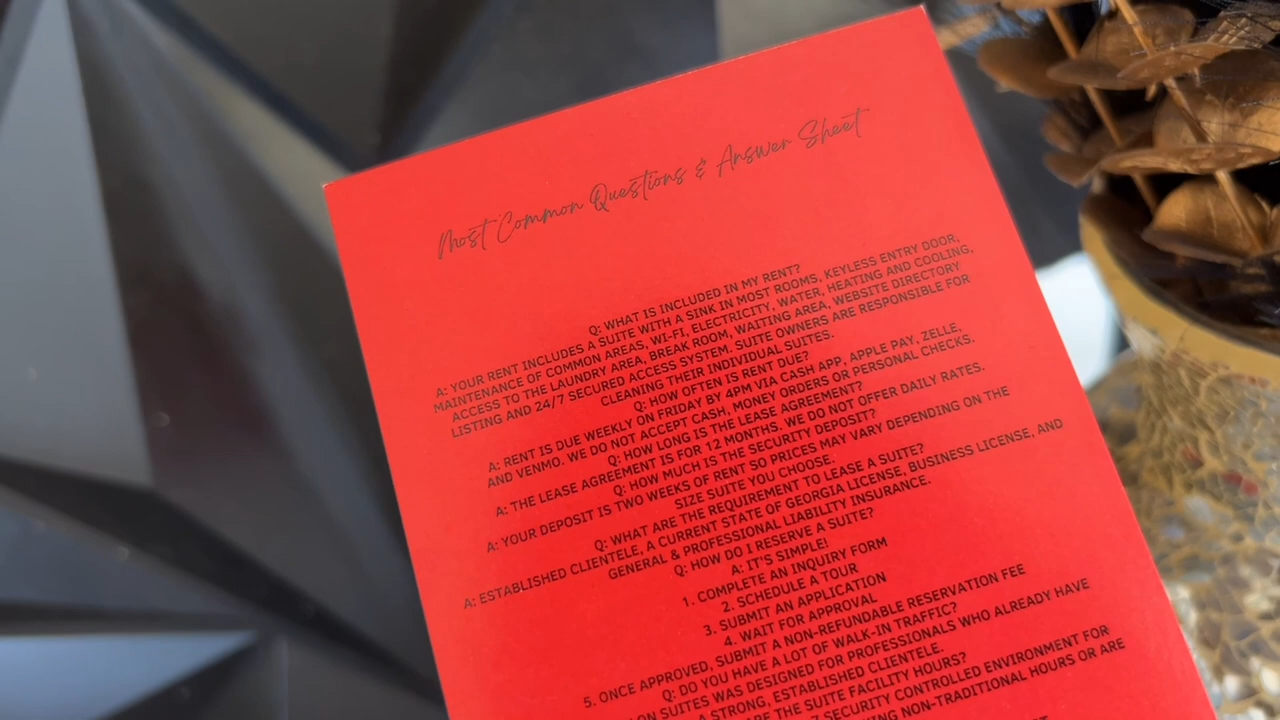 Most Common Questions & Answer Sheet
Q: WHAT IS INCLUDED IN MY RENT?
A: YOUR RENT INCLUDES A SUITE WITH A SINK IN MOST ROOMS, KEYLESS ENTRY DOOR,
MAINTENANCE OF COMMON AREAS, WI-FI, ELECTRICITY, WATER, HEATING AND COOLING,
ACCESS TO THE LAUNDRY AREA, BREAK ROOM, WAITING AREA, WEBSITE DIRECTORY
LISTING AND 24/7 SECURED ACCESS SYSTEM. SUITE OWNERS ARE RESPONSIBLE FOR
CLEANING THEIR INDIVIDUAL SUITES.
Q: HOW OFTEN IS RENT DUE?
A: RENT IS DUE WEEKLY ON FRIDAY BY 4PM VIA CASH APP, APPLE PAY, ZELLE,
AND VENMO. WE DO NOT ACCEPT CASH, MONEY ORDERS OR PERSONAL CHECKS.
Q: HOW LONG IS THE LEASE AGREEMENT?
A: THE LEASE AGREEMENT IS FOR 12 MONTHS. WE DO NOT OFFER DAILY RATES.
Q: HOW MUCH IS THE SECURITY DEPOSIT?
A: YOUR DEPOSIT IS TWO WEEKS OF RENT SO PRICES MAY VARY DEPENDING ON THE
SIZE SUITE YOU CHOOSE.
Q: WHAT ARE THE REQUIREMENT TO LEASE A SUITE?
A: ESTABLISHED CLIENTELE, A CURRENT STATE OF GEORGIA LICENSE, BUSINESS LICENSE, AND
GENERAL & PROFESSIONAL LIABILITY INSURANCE.
Q: HOW DO I RESERVE A SUITE?
A: IT'S SIMPLE!
1. COMPLETE AN INQUIRY FORM
2. SCHEDULE A TOUR
3. SUBMIT AN APPLICATION
4. WAIT FOR APPROVAL
5. ONCE APPROVED, SUBMIT A NON-REFUNDABLE RESERVATION FEE
Q: DO YOU HAVE A LOT OF WALK-IN TRAFFIC?
SUITES WAS DESIGNED FOR PROFESSIONALS WHO ALREADY HAVE
A STRONG, ESTABLISHED CLIENTELE.
ARE THE SUITE FACILITY HOURS?
7 SECURITY CONTROLLED ENVIRONMENT FOR
NON-TRADITIONAL HOURS OR ARE